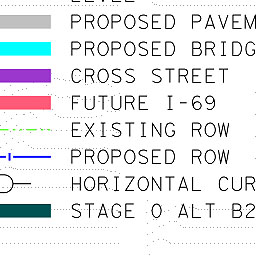 PROPOSED PAVEM
PROPOSED BRIDG
CROSS STREET
FUTURE I-69
EXISTING ROW
PROPOSED ROW
HORIZONTAL CUR
STAGE 0 ALT B2